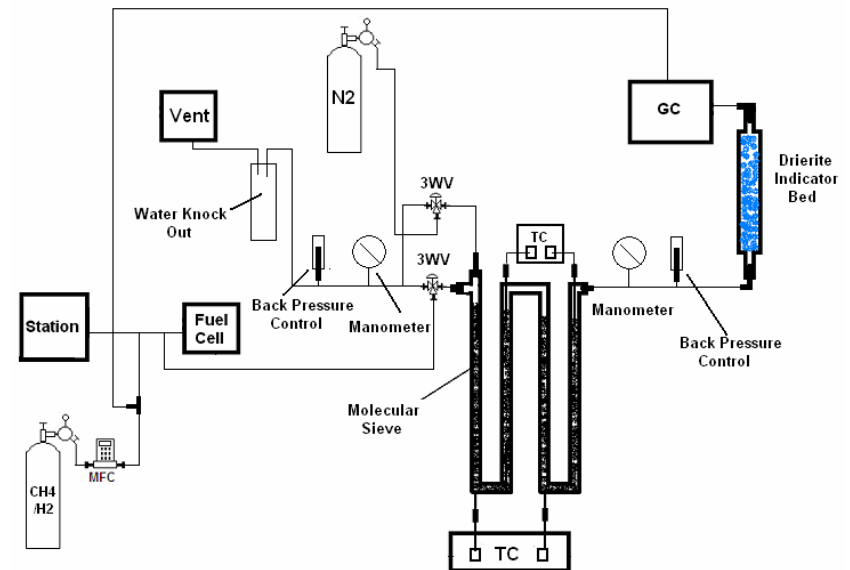 N2
Vent
GC
Drierite
Indicator
Bed
3WV
Water Knock
Out
TC
3WV
Back Pressure
Control
Manometer
Manometer
Station
Fuel
Cell
Back Pressure
Control
Molecular
Sieve
MFC
CH4
/H2
TC